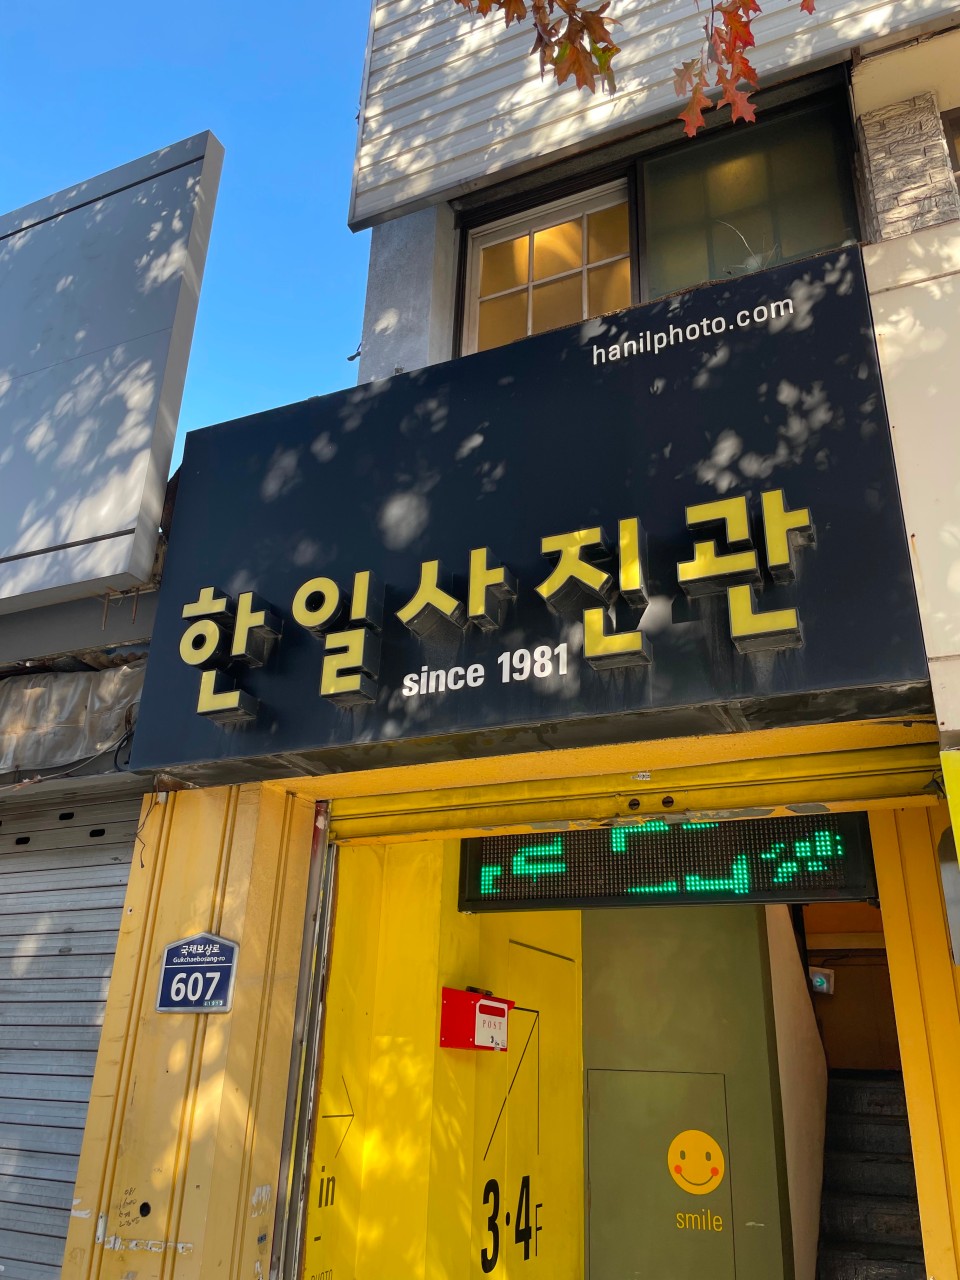 hanilphoto.com
한일사진관
since 1981
국채보상로
Gukchaebosang-ro
607
POST
in
3·4F
PHOTO
smile